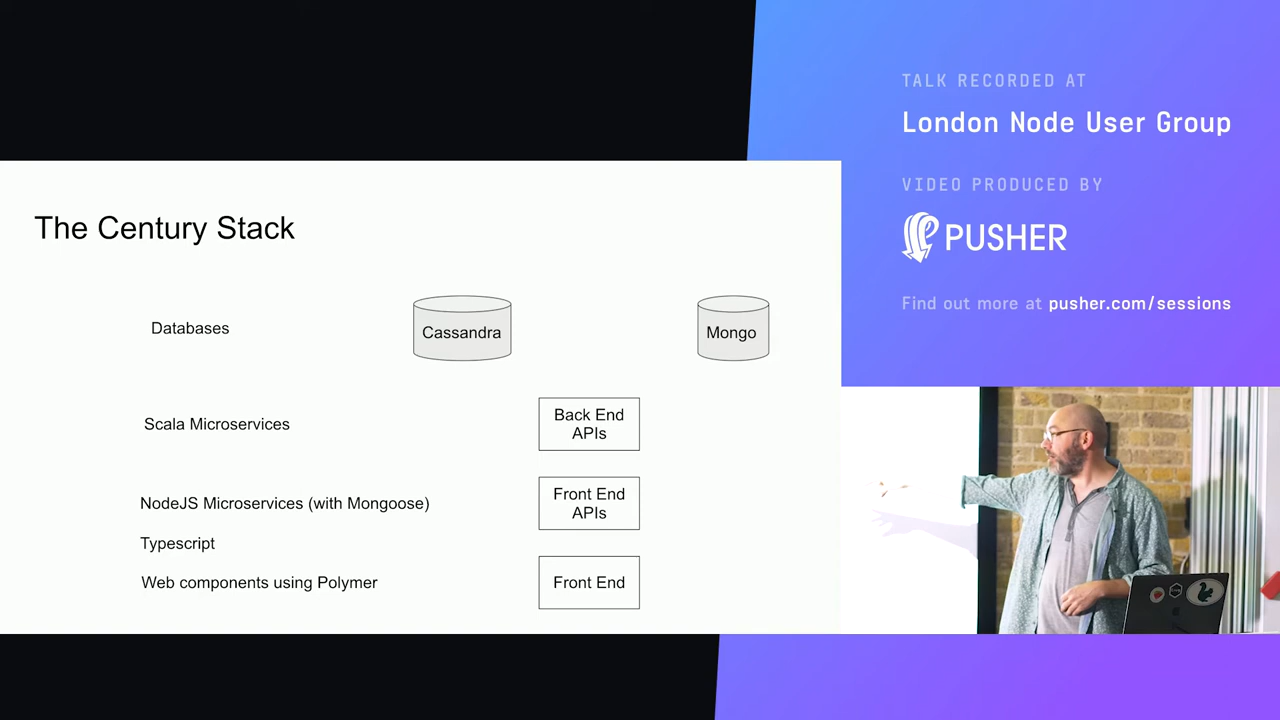 TALK RECORDED AT
London Node User Group
VIDEO PRODUCED BY
PUSHER
Find out more at pusher.com/sessions
The Century Stack
Databases
Cassandra
Mongo
Scala Microservices
Back End
APIs
NodeJS Microservices (with Mongoose)
Front End
APIs
Typescript
Web components using Polymer
Front End